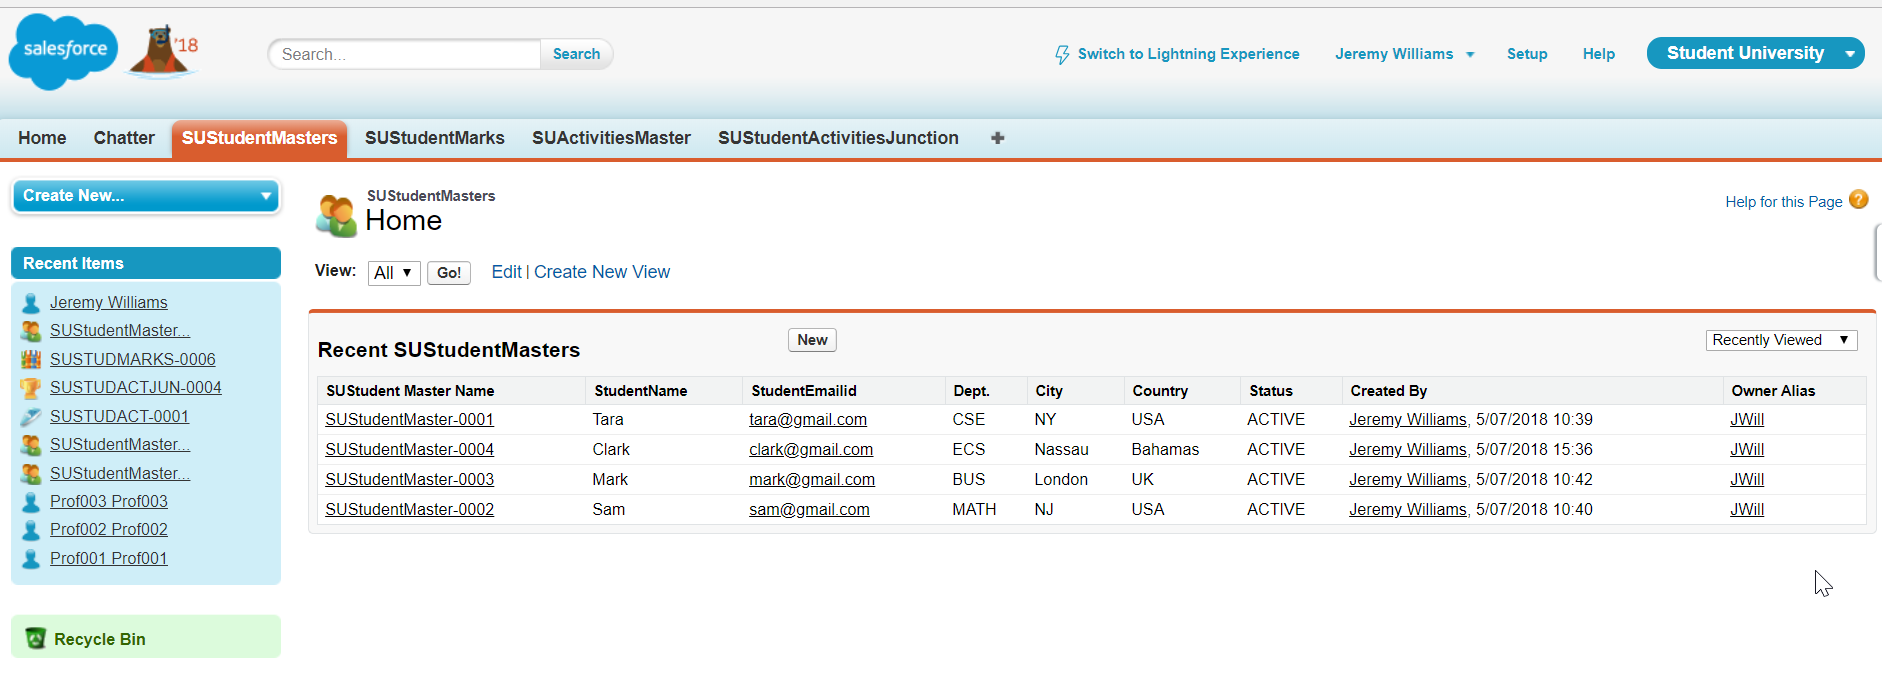 salesforce
'18
Search...
Search
Switch to Lightning Experience
Jeremy Williams
Setup
Help
Student University
Home
Chatter
SUStudentMasters
SUStudentMarks
SUActivitiesMaster
SUStudentActivitiesJunction
Create New...
Recent Items
Jeremy Williams
SUStudentMaster...
SUSTUDMARKS-0006
SUSTUDACTJUN-0004
SUSTUDACT-0001
SUStudentMaster...
SUStudentMaster...
Prof003 Prof003
Prof002 Prof002
Prof001 Prof001
Recycle Bin
SUStudentMasters
Home
Help for this Page ?
View: All Go! Edit | Create New View
Recent SUStudentMasters
New
Recently Viewed
SUStudent Master Name StudentName StudentEmailid Dept. City Country Status Created By Owner Alias
SUStudentMaster-0001 Tara tara@gmail.com CSE NY USA ACTIVE Jeremy Williams, 5/07/2018 10:39 JWill
SUStudentMaster-0004 Clark clark@gmail.com ECS Nassau Bahamas ACTIVE Jeremy Williams, 5/07/2018 15:36 JWill
SUStudentMaster-0003 Mark mark@gmail.com BUS London UK ACTIVE Jeremy Williams, 5/07/2018 10:42 JWill
SUStudentMaster-0002 Sam sam@gmail.com MATH NJ USA ACTIVE Jeremy Williams, 5/07/2018 10:40 JWill